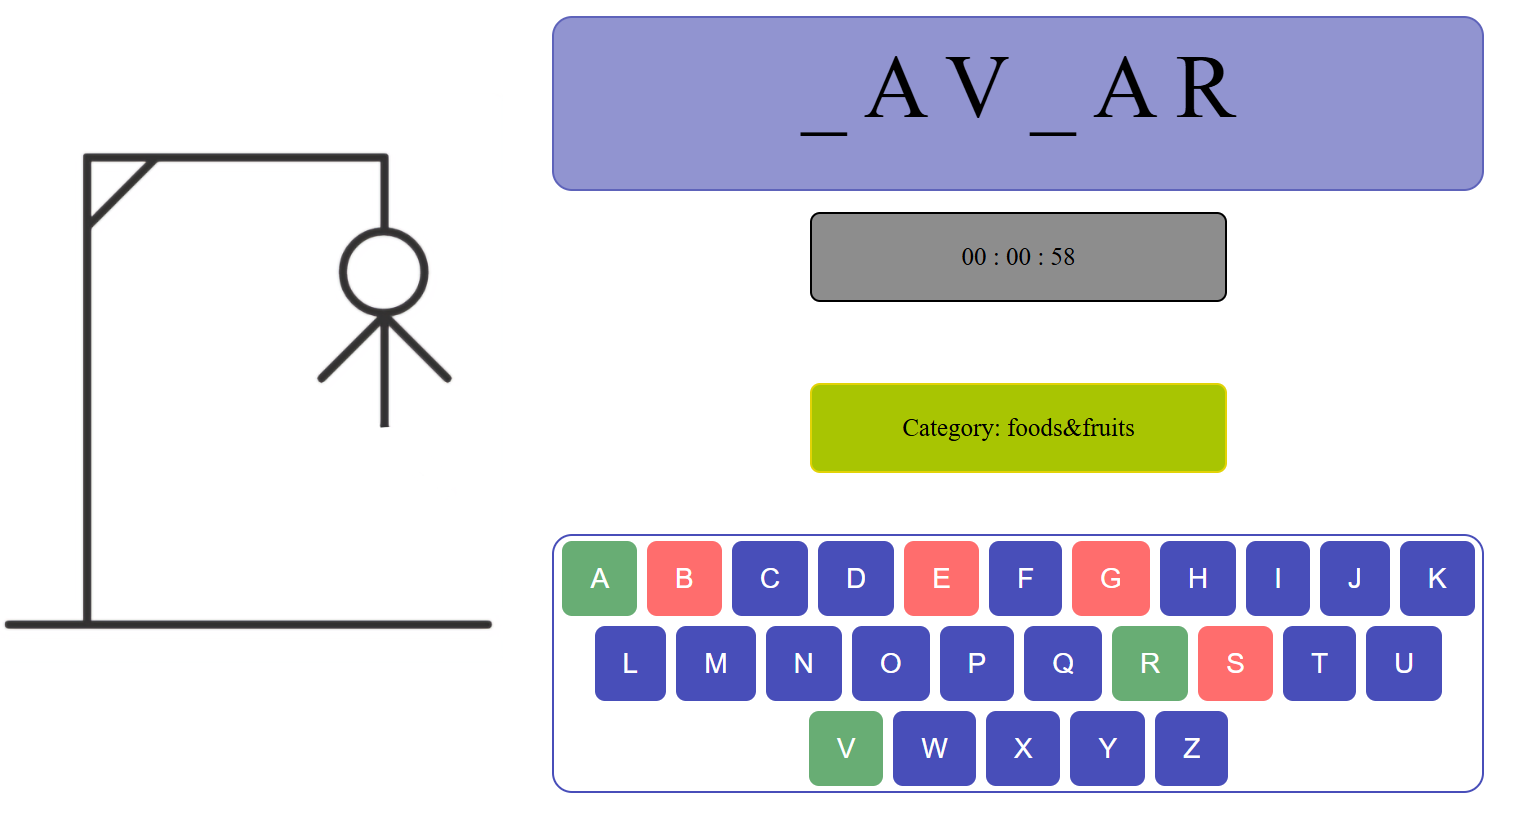 _ A V _ A R
00 : 00 : 58
Category: foods&fruits
A B C D E F G H I J K
L M N O P Q R S T U
V W X Y Z